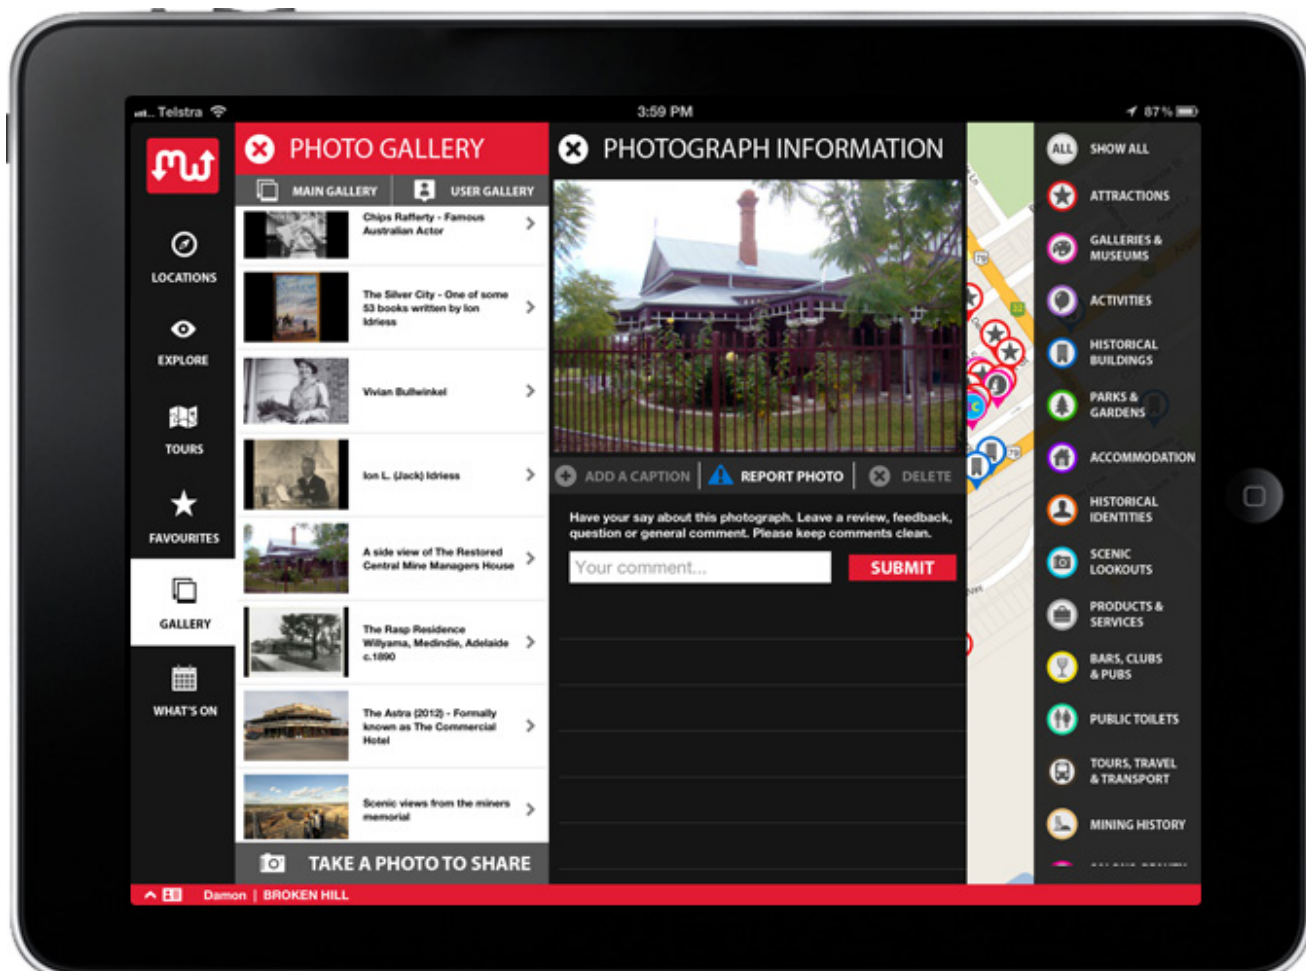 Telstra
3:59 PM
87%
mw
LOCATIONS
EXPLORE
TOURS
FAVOURITES
GALLERY
WHAT'S ON
PHOTO GALLERY
MAIN GALLERY
USER GALLERY
Chips Rafferty - Famous
Australian Actor
The Silver City - One of some
53 books written by Ion
Idriess
Vivian Bullwinkel
Ion L. (Jack) Idriess
A side view of The Restored
Central Mine Managers House
The Rasp Residence
Willyama, Medindie, Adelaide
c.1890
The Astra (2012) - Formally
known as The Commercial
Hotel
Scenic views from the miners
memorial
TAKE A PHOTO TO SHARE
PHOTOGRAPH INFORMATION
ADD A CAPTION
REPORT PHOTO
DELETE
Have your say about this photograph. Leave a review, feedback,
question or general comment. Please keep comments clean.
Your comment...
SUBMIT
79
32
79
ALL
SHOW ALL
ATTRACTIONS
GALLERIES &
MUSEUMS
ACTIVITIES
HISTORICAL
BUILDINGS
PARKS &
GARDENS
ACCOMMODATION
HISTORICAL
IDENTITIES
SCENIC
LOOKOUTS
PRODUCTS &
SERVICES
BARS, CLUBS
& PUBS
PUBLIC TOILETS
TOURS, TRAVEL
& TRANSPORT
MINING HISTORY
Damon | BROKEN HILL